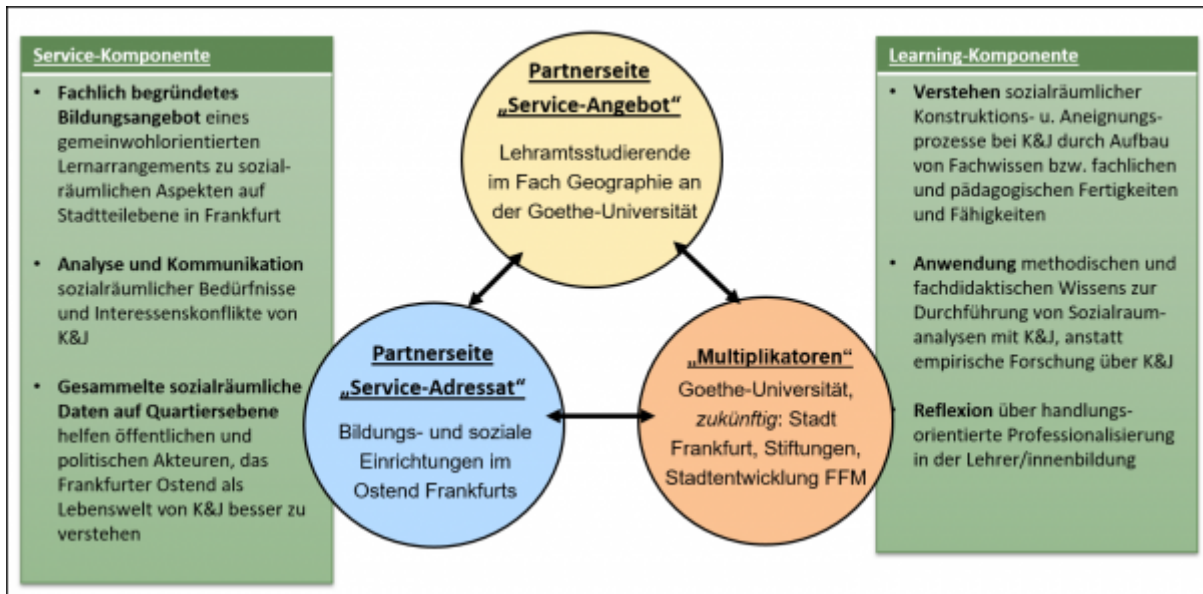 Service-Komponente
• Fachlich begründetes
Bildungsangebot eines
gemeinwohlorientierten
Lernarrangements zu sozial-
räumlichen Aspekten auf
Stadtteilebene in Frankfurt
• Analyse und Kommunikation
sozialräumlicher Bedürfnisse
und Interessenskonflikte von
K&J
• Gesammelte sozialräumliche
Daten auf Quartiersebene
helfen öffentlichen und
politischen Akteuren, das
Frankfurter Ostend als
Lebenswelt von K&J besser zu
verstehen
Partnerseite
„Service-Angebot“
Lehramtsstudierende
im Fach Geographie an
der Goethe-Universität
Partnerseite
„Service-Adressat“
Bildungs- und soziale
Einrichtungen im
Ostend Frankfurts
„Multiplikatoren“
Goethe-Universität,
zukünftig: Stadt
Frankfurt, Stiftungen,
Stadtentwicklung FFM
Learning-Komponente
• Verstehen sozialräumlicher
Konstruktions- u. Aneignungs-
prozesse bei K&J durch Aufbau
von Fachwissen bzw. fachlichen
und pädagogischen Fertigkeiten
und Fähigkeiten
• Anwendung methodischen und
fachdidaktischen Wissens zur
Durchführung von Sozialraum-
analysen mit K&J, anstatt
empirische Forschung über K&J
• Reflexion über handlungs-
orientierte Professionalisierung
in der Lehrer/innenbildung